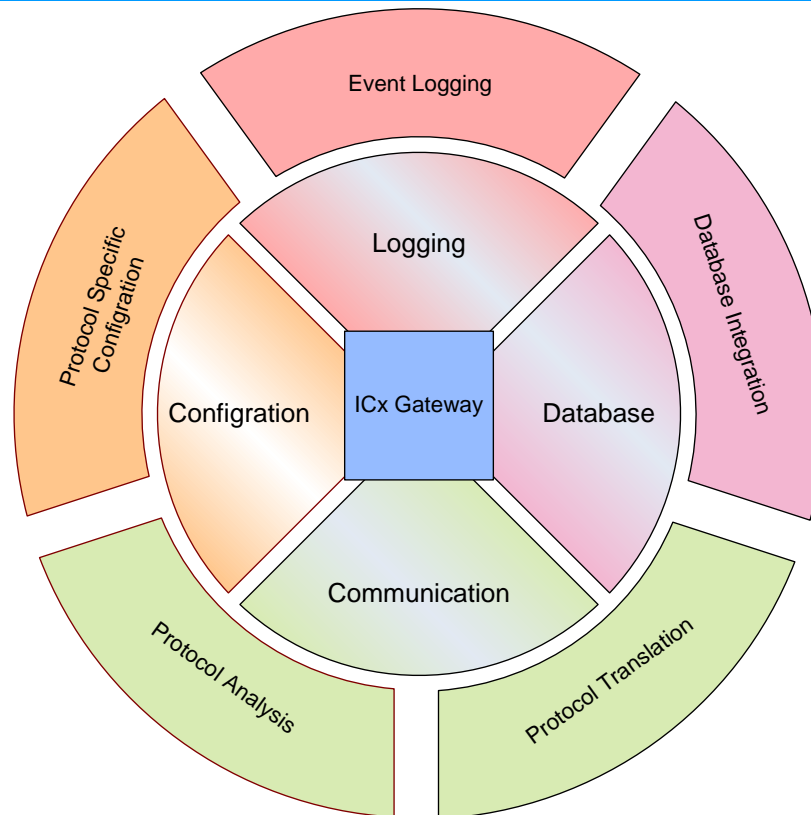 Event Logging
Logging
Protocol Specific
Configration
Database Integration
Configration
ICx Gateway
Database
Communication
Protocol Analysis
Protocol Translation